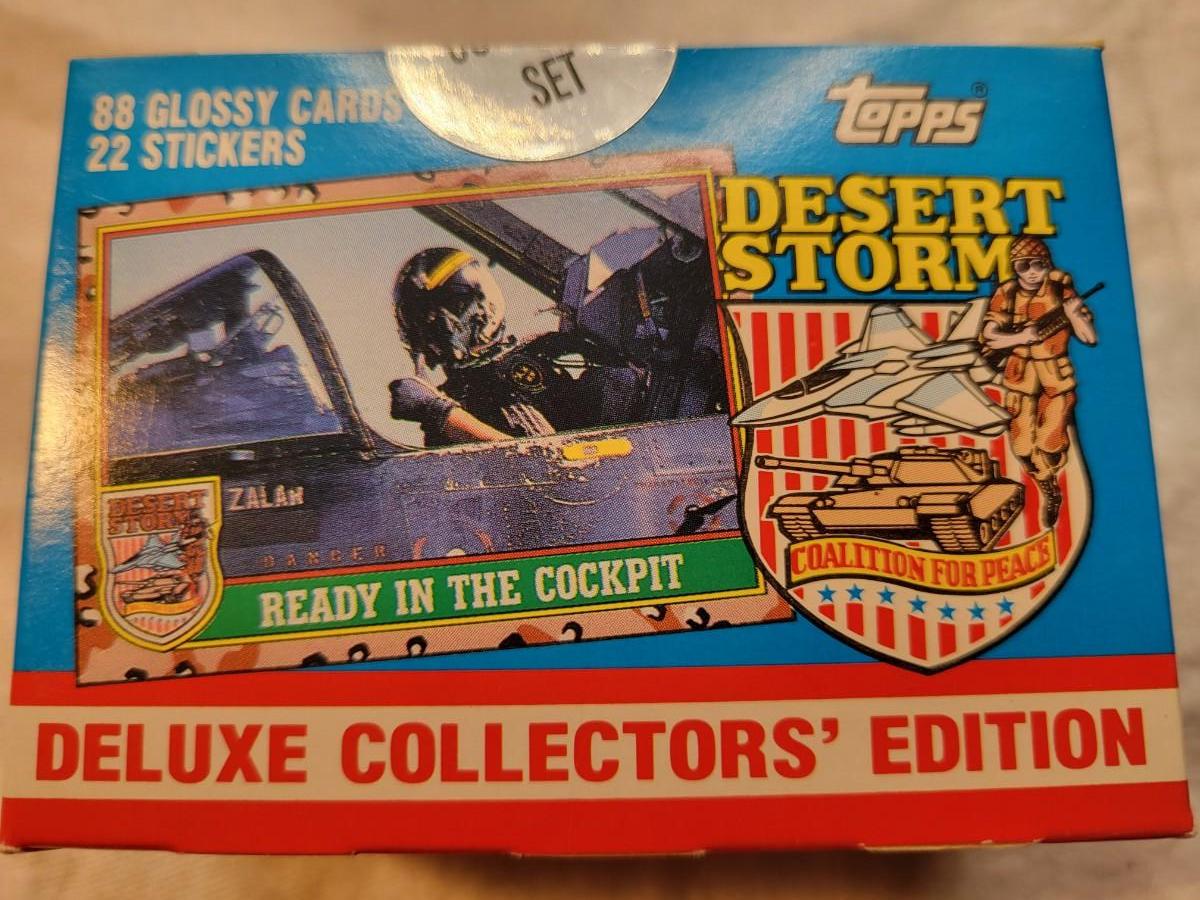 88 GLOSSY CARDS
22 STICKERS
SET
TOPPS®
DESERT
STORM
COALITION FOR PEACE
DESERT
STORM
ZALAR
DANGER
READY IN THE COCKPIT
DELUXE COLLECTORS' EDITION